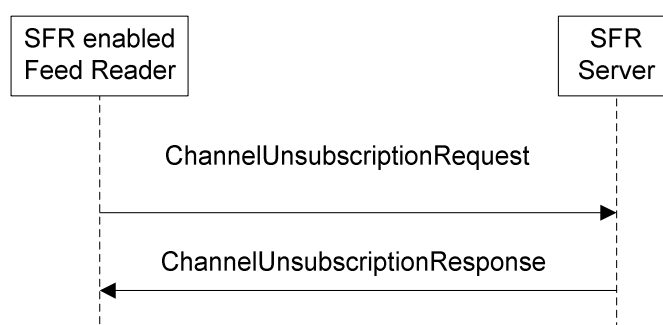 SFR enabled
Feed Reader
SFR
Server
ChannelUnsubscriptionRequest
ChannelUnsubscriptionResponse